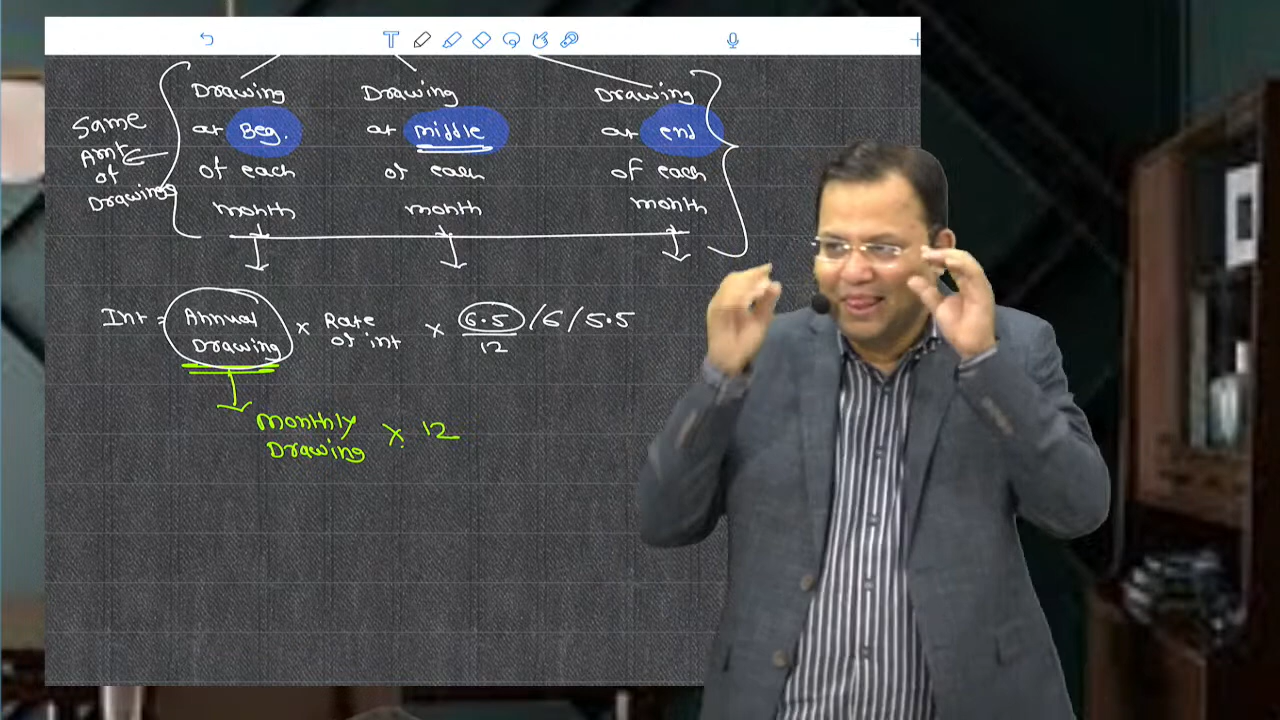 Drawing
at Beg.
of each
month
Drawing
at middle
of each
month
Drawing
at end
of each
month
Same
Amt
of
Drawings
Int = Annual Drawing × Rate of int × 6.5/12 / 6 / 5.5
Monthly
Drawing × 12